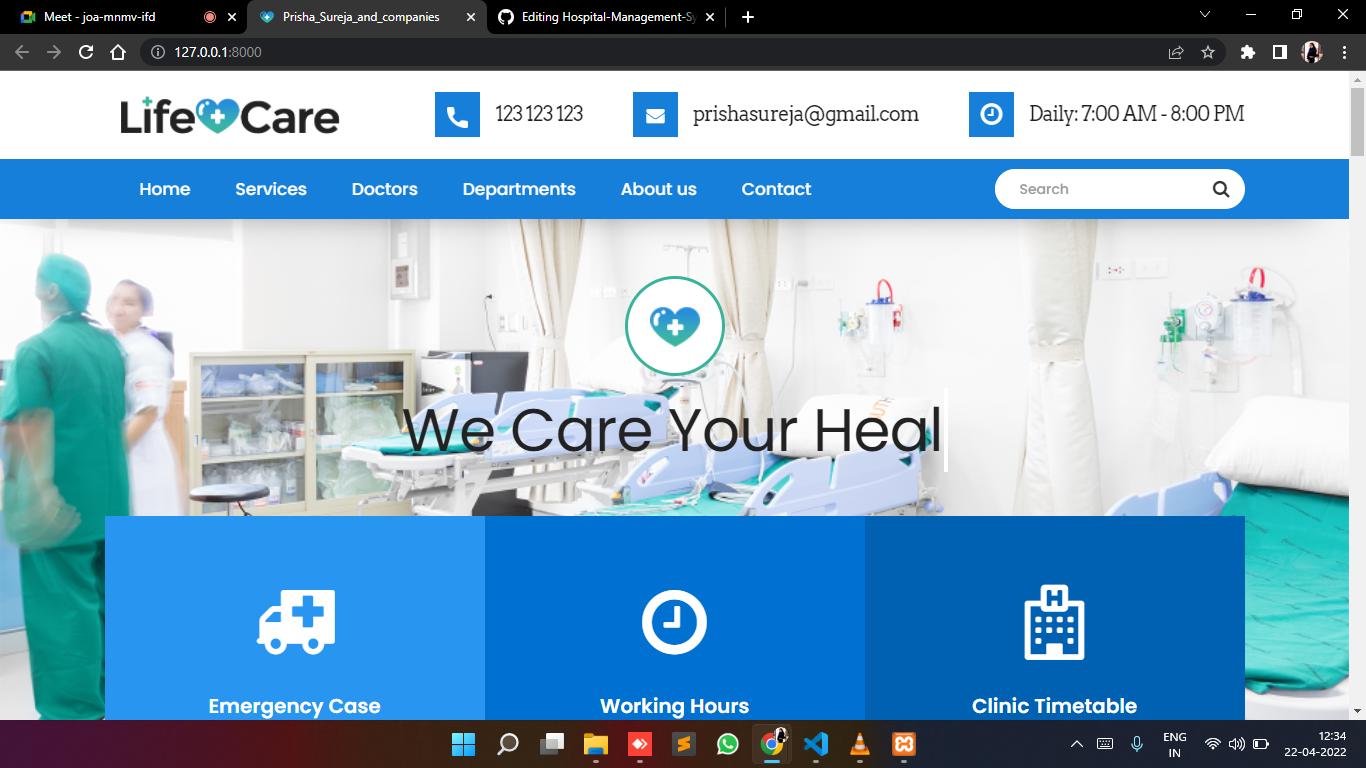 Meet - joa-mnmv-ifd
Prisha_Sureja_and_companies
Editing Hospital-Management-Sy
127.0.0.1:8000
Life Care
123 123 123
prishasureja@gmail.com
Daily: 7:00 AM - 8:00 PM
Home Services Doctors Departments About us Contact
Search
We Care Your Heal
Emergency Case
Working Hours
Clinic Timetable
ENG
IN
12:34
22-04-2022